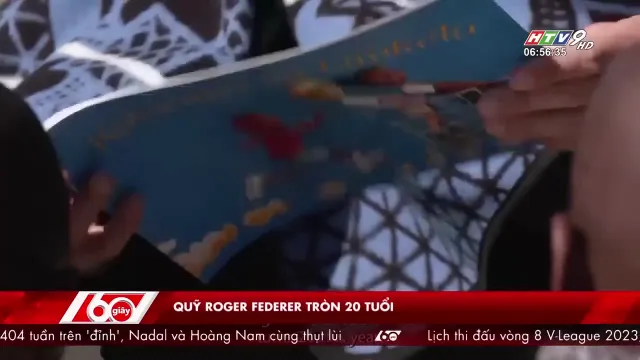 HTV9 HD
06:56:35
60 giây
QUỸ ROGER FEDERER TRÒN 20 TUỔI
404 tuần trên 'đỉnh', Nadal và Hoàng Nam cùng thụt lùi 60 Lịch thi đấu vòng 8 V-League 2023